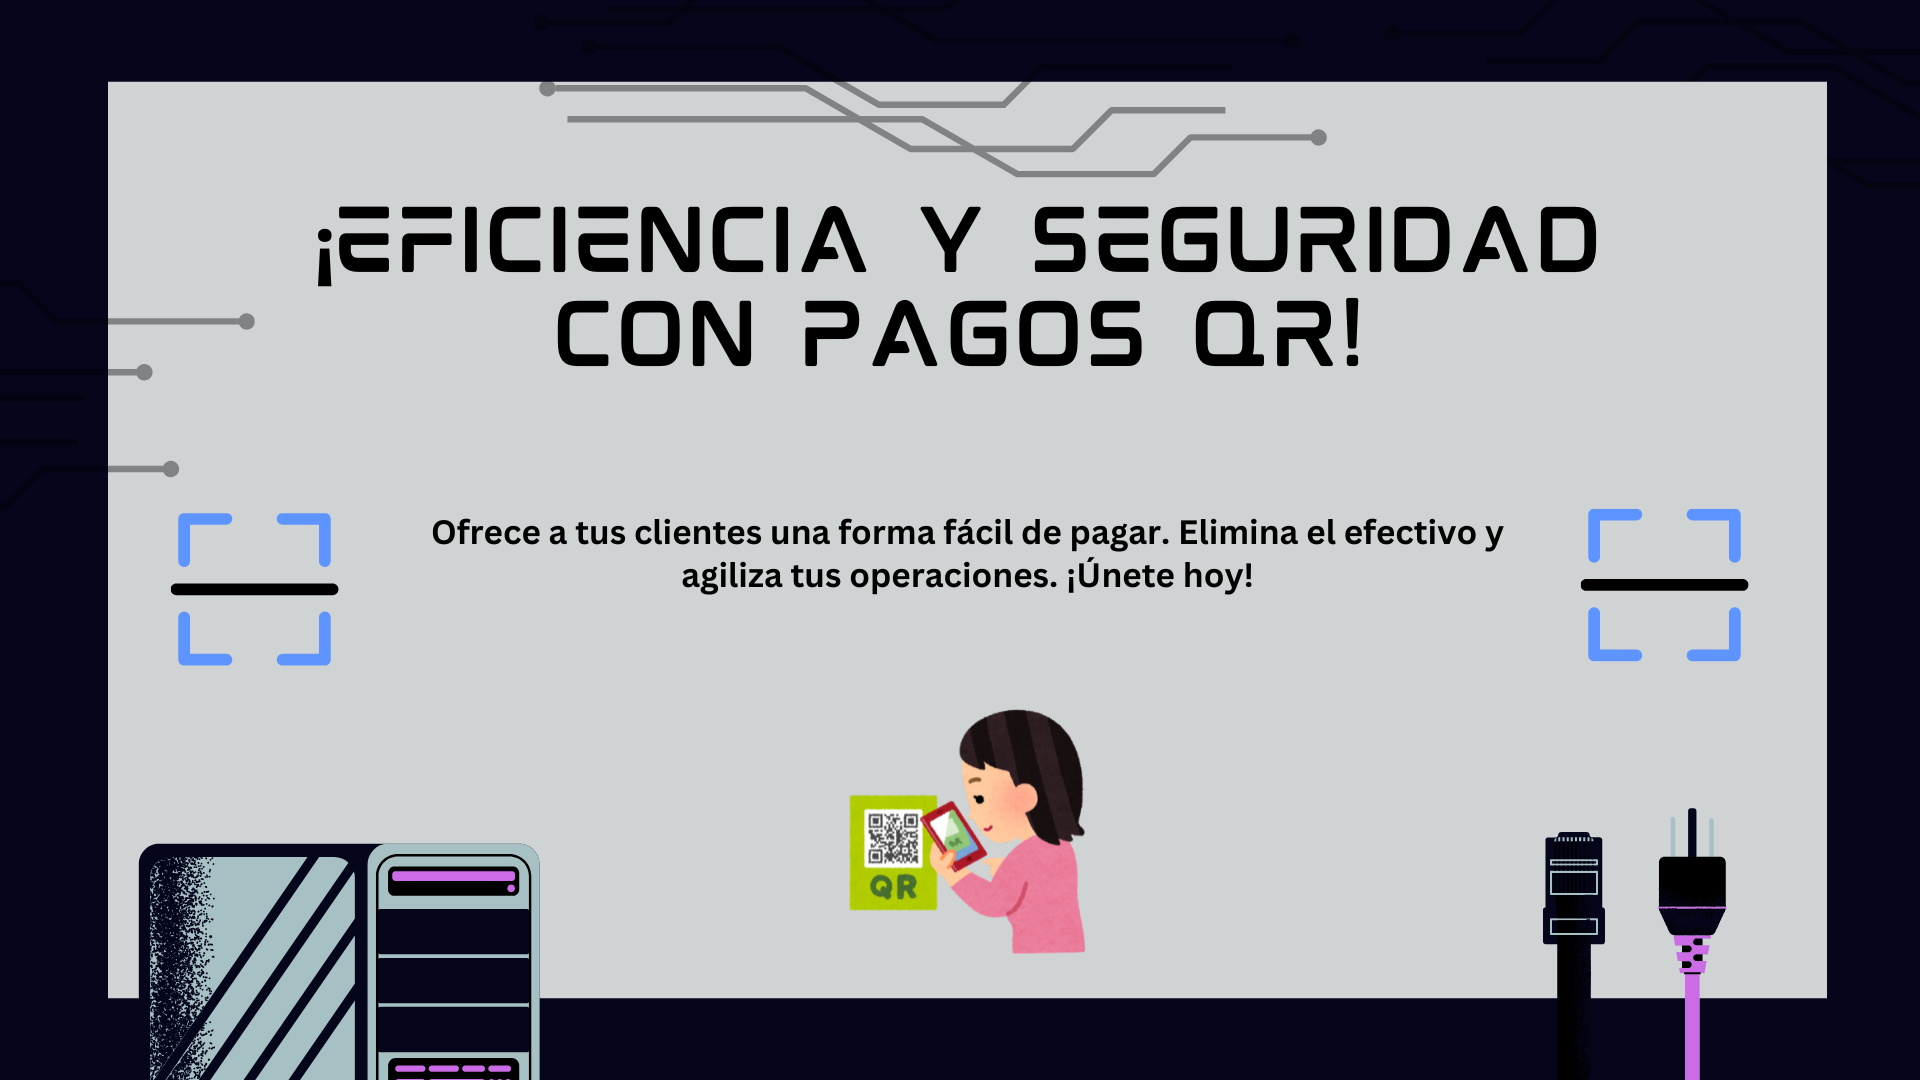 ¡EFICIENCIA Y SEGURIDAD
CON PAGOS QR!
Ofrece a tus clientes una forma fácil de pagar. Elimina el efectivo y
agiliza tus operaciones. ¡Únete hoy!
QR